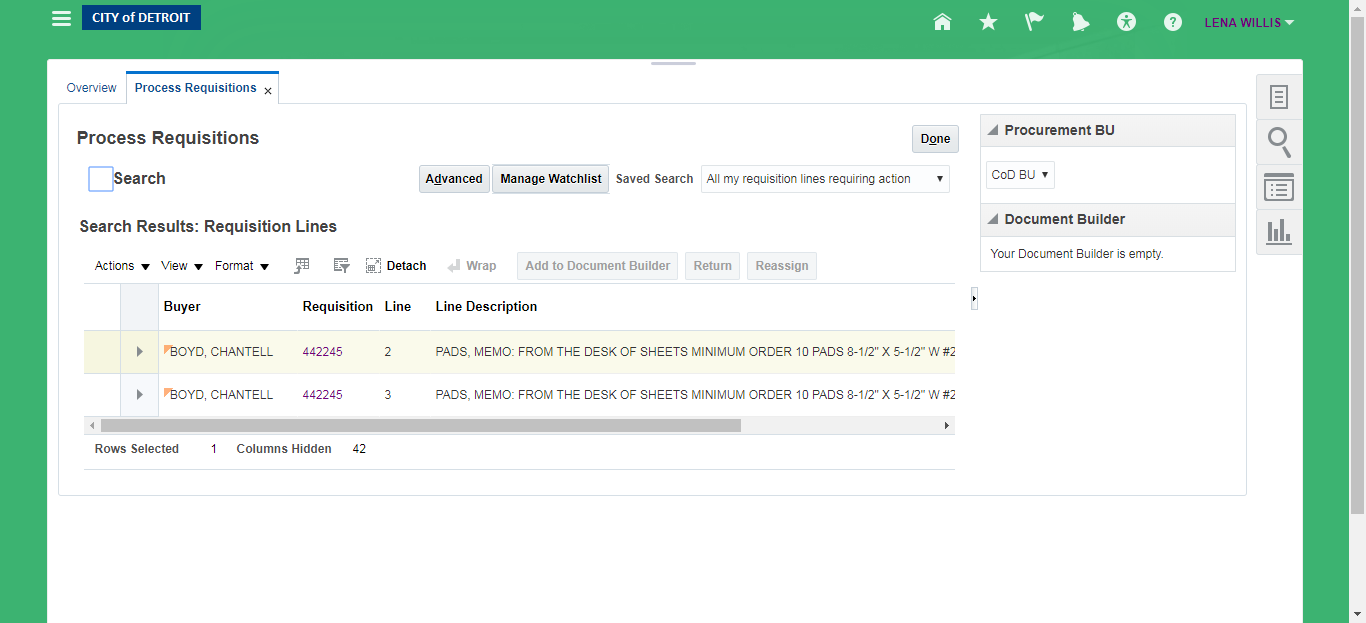 CITY of DETROIT
LENA WILLIS
Overview
Process Requisitions
Process Requisitions
Done
Search
Advanced
Manage Watchlist
Saved Search
All my requisition lines requiring action
Search Results: Requisition Lines
Actions View Format Detach Wrap Add to Document Builder Return Reassign
Buyer Requisition Line Line Description
BOYD, CHANTELL 442245 2 PADS, MEMO: FROM THE DESK OF SHEETS MINIMUM ORDER 10 PADS 8-1/2" X 5-1/2" W #2
BOYD, CHANTELL 442245 3 PADS, MEMO: FROM THE DESK OF SHEETS MINIMUM ORDER 10 PADS 8-1/2" X 5-1/2" W #2
Rows Selected 1 Columns Hidden 42
Procurement BU
CoD BU
Document Builder
Your Document Builder is empty.